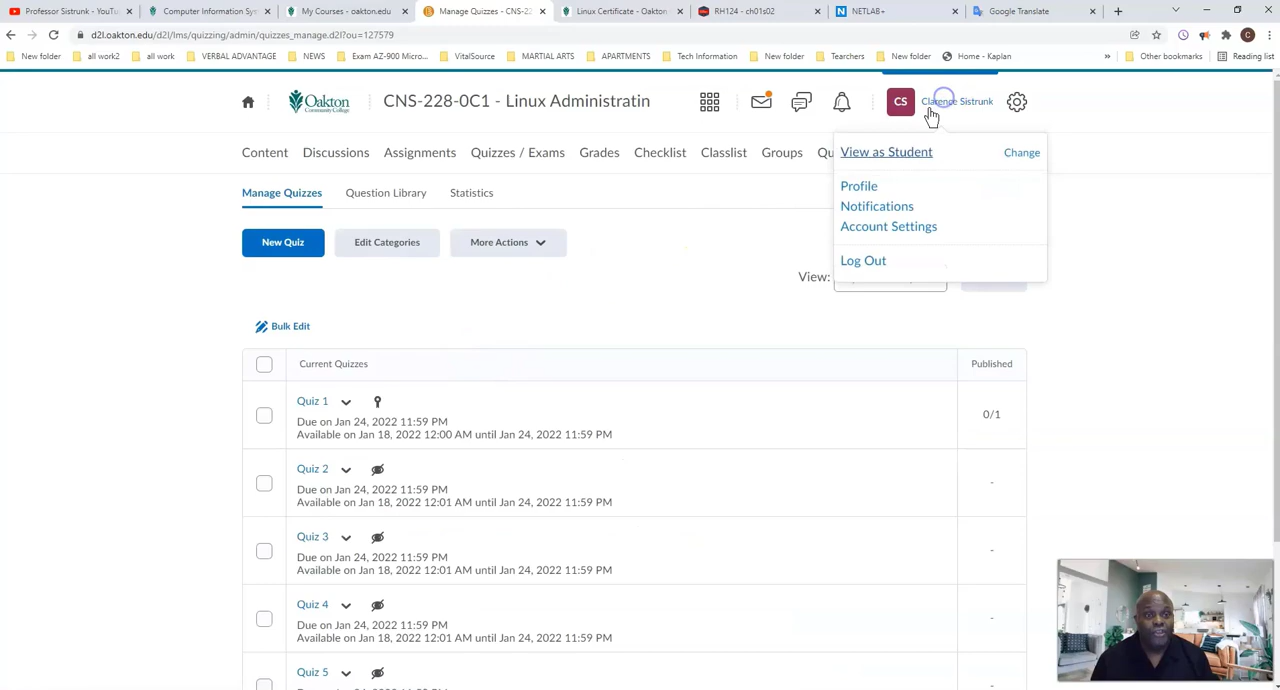 Professor Sistrunk - YouTu
Computer Information Sy
My Courses - oakton.edu
Manage Quizzes - CNS-22
Linux Certificate - Oakton
RH124 - ch01s02
NETLAB+
Google Translate
d2l.oakton.edu/d2l/lms/quizzing/admin/quizzes_manage.d2l?ou=127579
New folder
all work2
all work
VERBAL ADVANTAGE
NEWS
Exam AZ-900 Micro...
VitalSource
MARTIAL ARTS
APARTMENTS
Tech Information
New folder
Tearchers
New folder
Home - Kaplan
»
Other bookmarks
Reading list
Oakton
Community College
CNS-228-0C1 - Linux Administratin
CS
Clarence Sistrunk
Content
Discussions
Assignments
Quizzes / Exams
Grades
Checklist
Classlist
Groups
Qu
View as Student
Change
Profile
Notifications
Account Settings
Log Out
Manage Quizzes
Question Library
Statistics
New Quiz
Edit Categories
More Actions
View:
Bulk Edit
Current Quizzes
Published
Quiz 1
Due on Jan 24, 2022 11:59 PM
Available on Jan 18, 2022 12:00 AM until Jan 24, 2022 11:59 PM
0/1
Quiz 2
Due on Jan 24, 2022 11:59 PM
Available on Jan 18, 2022 12:01 AM until Jan 24, 2022 11:59 PM
-
Quiz 3
Due on Jan 24, 2022 11:59 PM
Available on Jan 18, 2022 12:01 AM until Jan 24, 2022 11:59 PM
-
Quiz 4
Due on Jan 24, 2022 11:59 PM
Available on Jan 18, 2022 12:01 AM until Jan 24, 2022 11:59 PM
-
Quiz 5